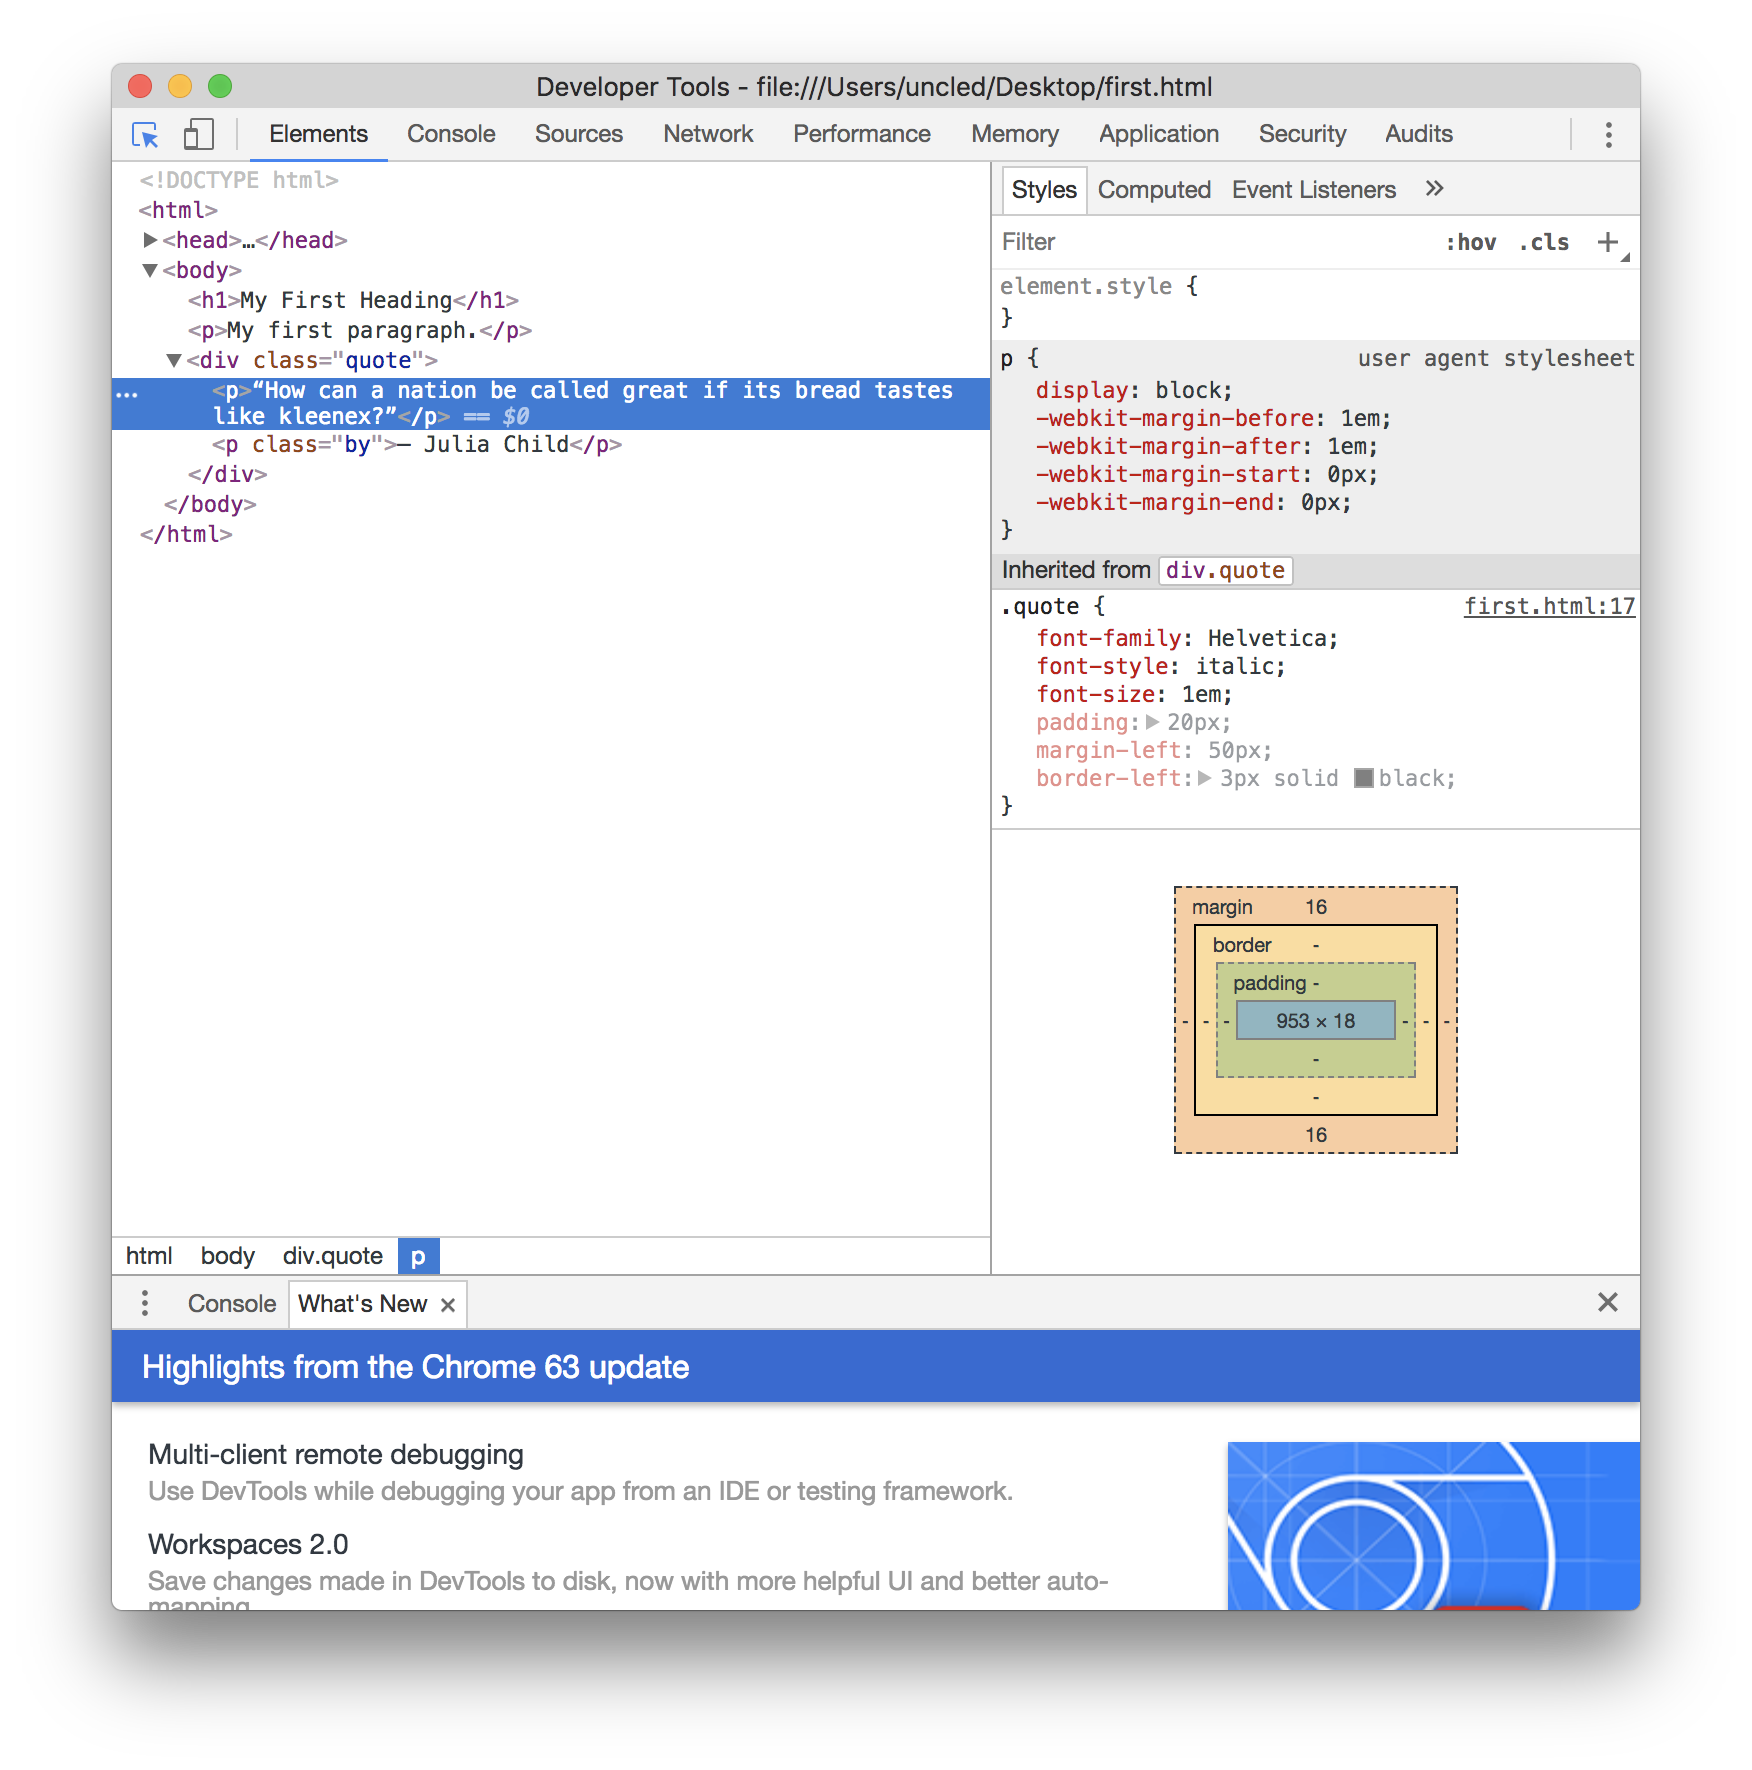 Developer Tools - file:///Users/uncled/Desktop/first.html
Elements Console Sources Network Performance Memory Application Security Audits
<!DOCTYPE html>
<html>
<head>…</head>
<body>
<h1>My First Heading</h1>
<p>My first paragraph.</p>
<div class="quote">
<p>“How can a nation be called great if its bread tastes
like kleenex?”</p> == $0
<p class="by">— Julia Child</p>
</div>
</body>
</html>
html body div.quote p
Styles Computed Event Listeners »
Filter :hov .cls +
element.style {
}
p { user agent stylesheet
display: block;
-webkit-margin-before: 1em;
-webkit-margin-after: 1em;
-webkit-margin-start: 0px;
-webkit-margin-end: 0px;
}
Inherited from div.quote
.quote { first.html:17
font-family: Helvetica;
font-style: italic;
font-size: 1em;
padding: 20px;
margin-left: 50px;
border-left: 3px solid black;
}
margin 16
border -
padding -
- - - 953 × 18 - - -
-
-
16
Console What's New ×
Highlights from the Chrome 63 update
Multi-client remote debugging
Use DevTools while debugging your app from an IDE or testing framework.
Workspaces 2.0
Save changes made in DevTools to disk, now with more helpful UI and better auto-
mapping